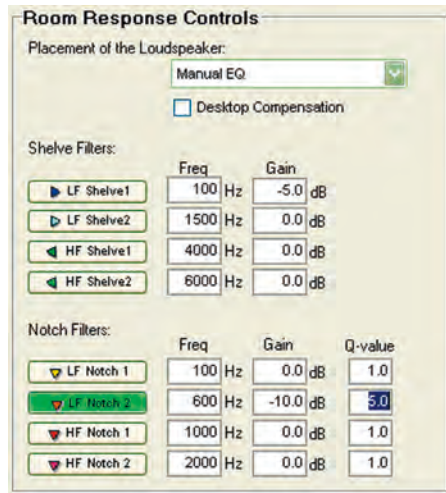 Room Response Controls
Placement of the Loudspeaker:
Manual EQ
Desktop Compensation
Shelve Filters:
Freq Gain
LF Shelve1 100 Hz -5.0 dB
LF Shelve2 1500 Hz 0.0 dB
HF Shelve1 4000 Hz 0.0 dB
HF Shelve2 6000 Hz 0.0 dB
Notch Filters:
Freq Gain Q-value
LF Notch 1 100 Hz 0.0 dB 1.0
LF Notch 2 600 Hz -10.0 dB 5.0
HF Notch 1 1000 Hz 0.0 dB 1.0
HF Notch 2 2000 Hz 0.0 dB 1.0